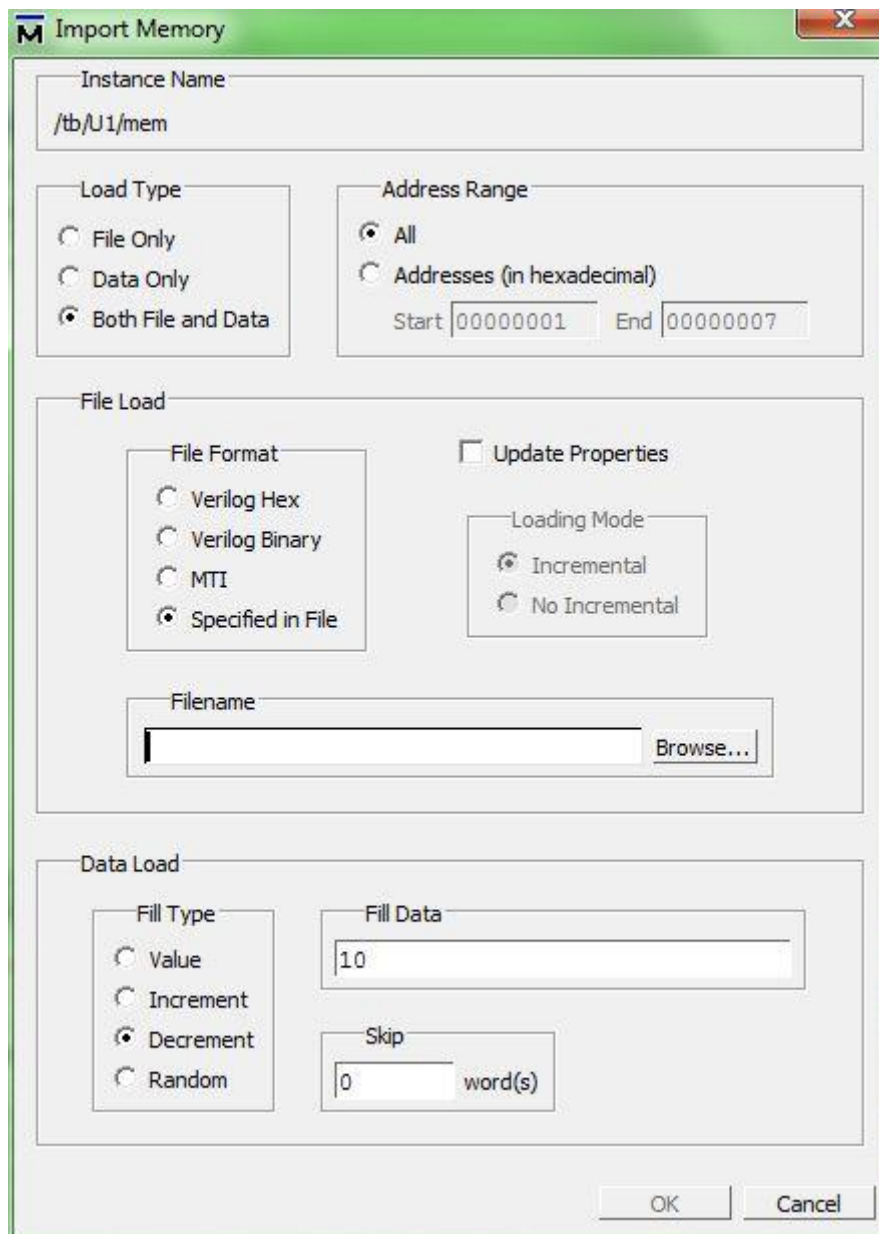 Import Memory
Instance Name
/tb/U1/mem
Load Type
File Only
Data Only
Both File and Data
Address Range
All
Addresses (in hexadecimal)
Start 00000001 End 00000007
File Load
File Format
Verilog Hex
Verilog Binary
MTI
Specified in File
Update Properties
Loading Mode
Incremental
No Incremental
Filename
Browse...
Data Load
Fill Type
Value
Increment
Decrement
Random
Fill Data
10
Skip
0 word(s)
OK Cancel